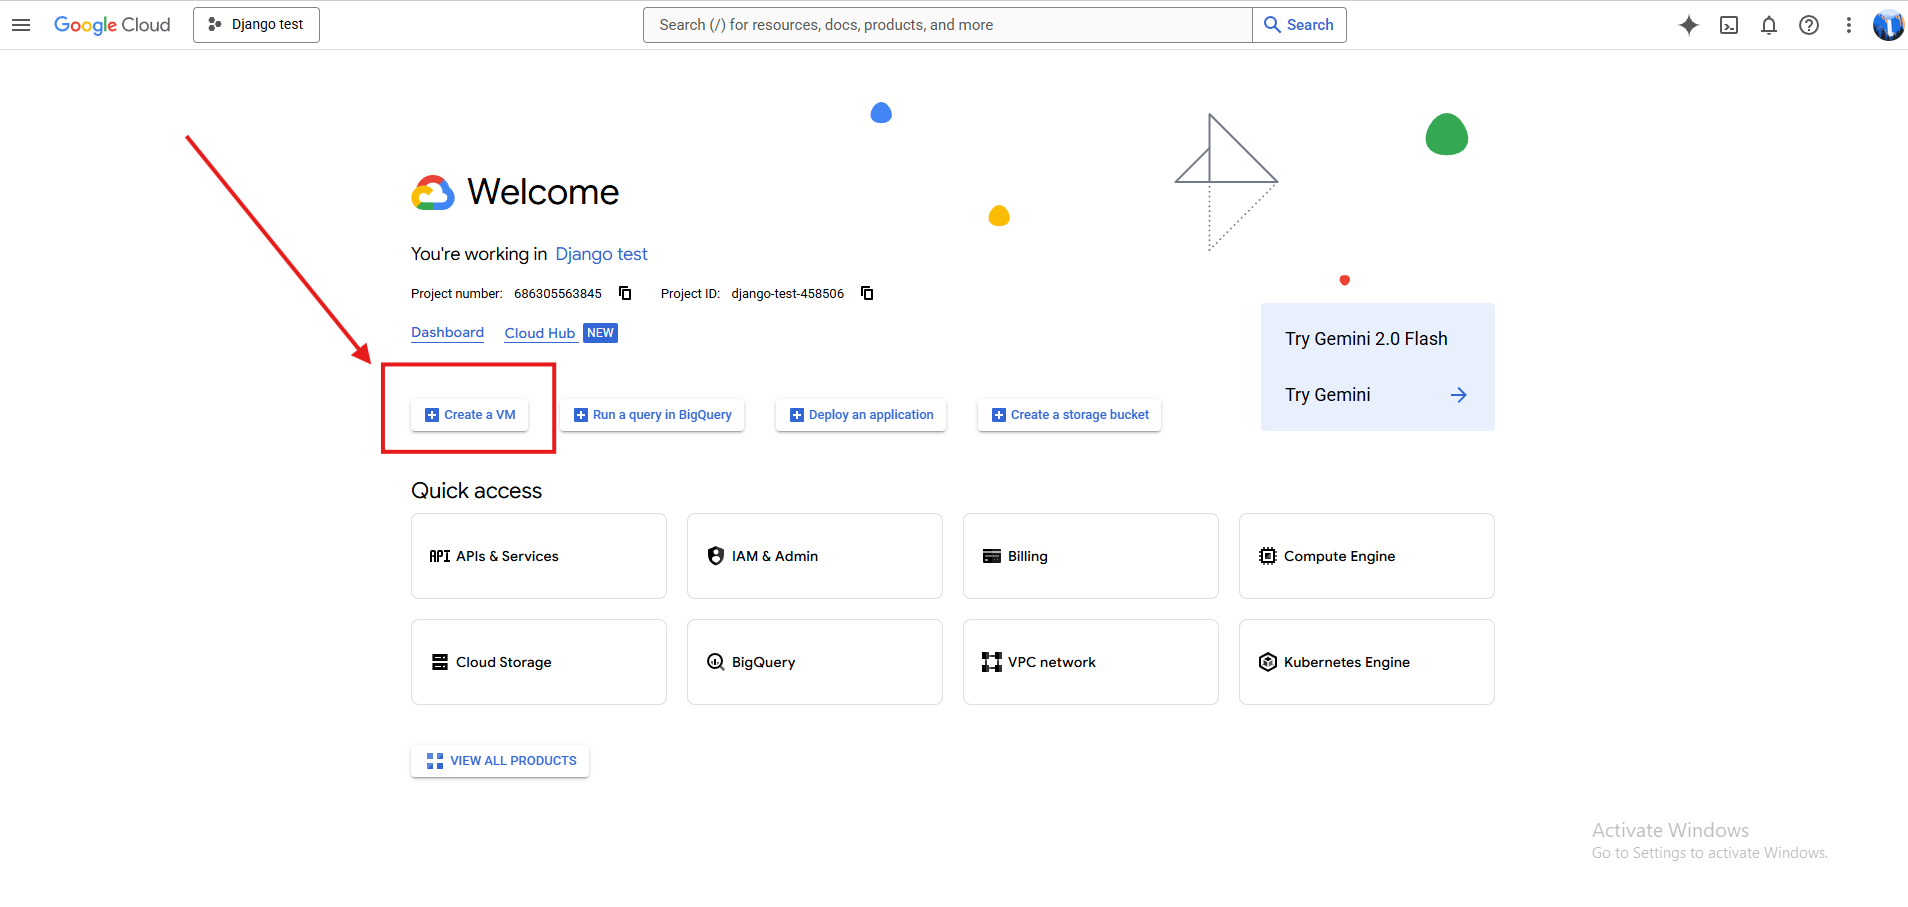 Google Cloud
Django test
Search (/) for resources, docs, products, and more
Search
Welcome
You're working in Django test
Project number: 686305563845 Project ID: django-test-458506
Dashboard Cloud Hub NEW
Try Gemini 2.0 Flash
Try Gemini
Create a VM
Run a query in BigQuery
Deploy an application
Create a storage bucket
Quick access
API APIs & Services
IAM & Admin
Billing
Compute Engine
Cloud Storage
BigQuery
VPC network
Kubernetes Engine
VIEW ALL PRODUCTS
Activate Windows
Go to Settings to activate Windows.